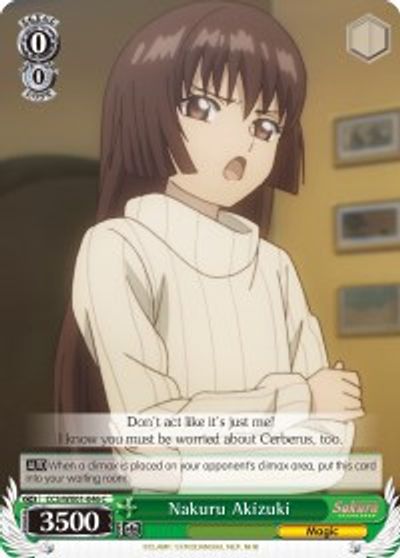 0
0
Don't act like it's just me!
I know you must be worried about Cerberus, too.
When a climax is placed on your opponent's climax area, put this card
into your waiting room.
3500
Nakuru Akizuki
Sakura
Magic